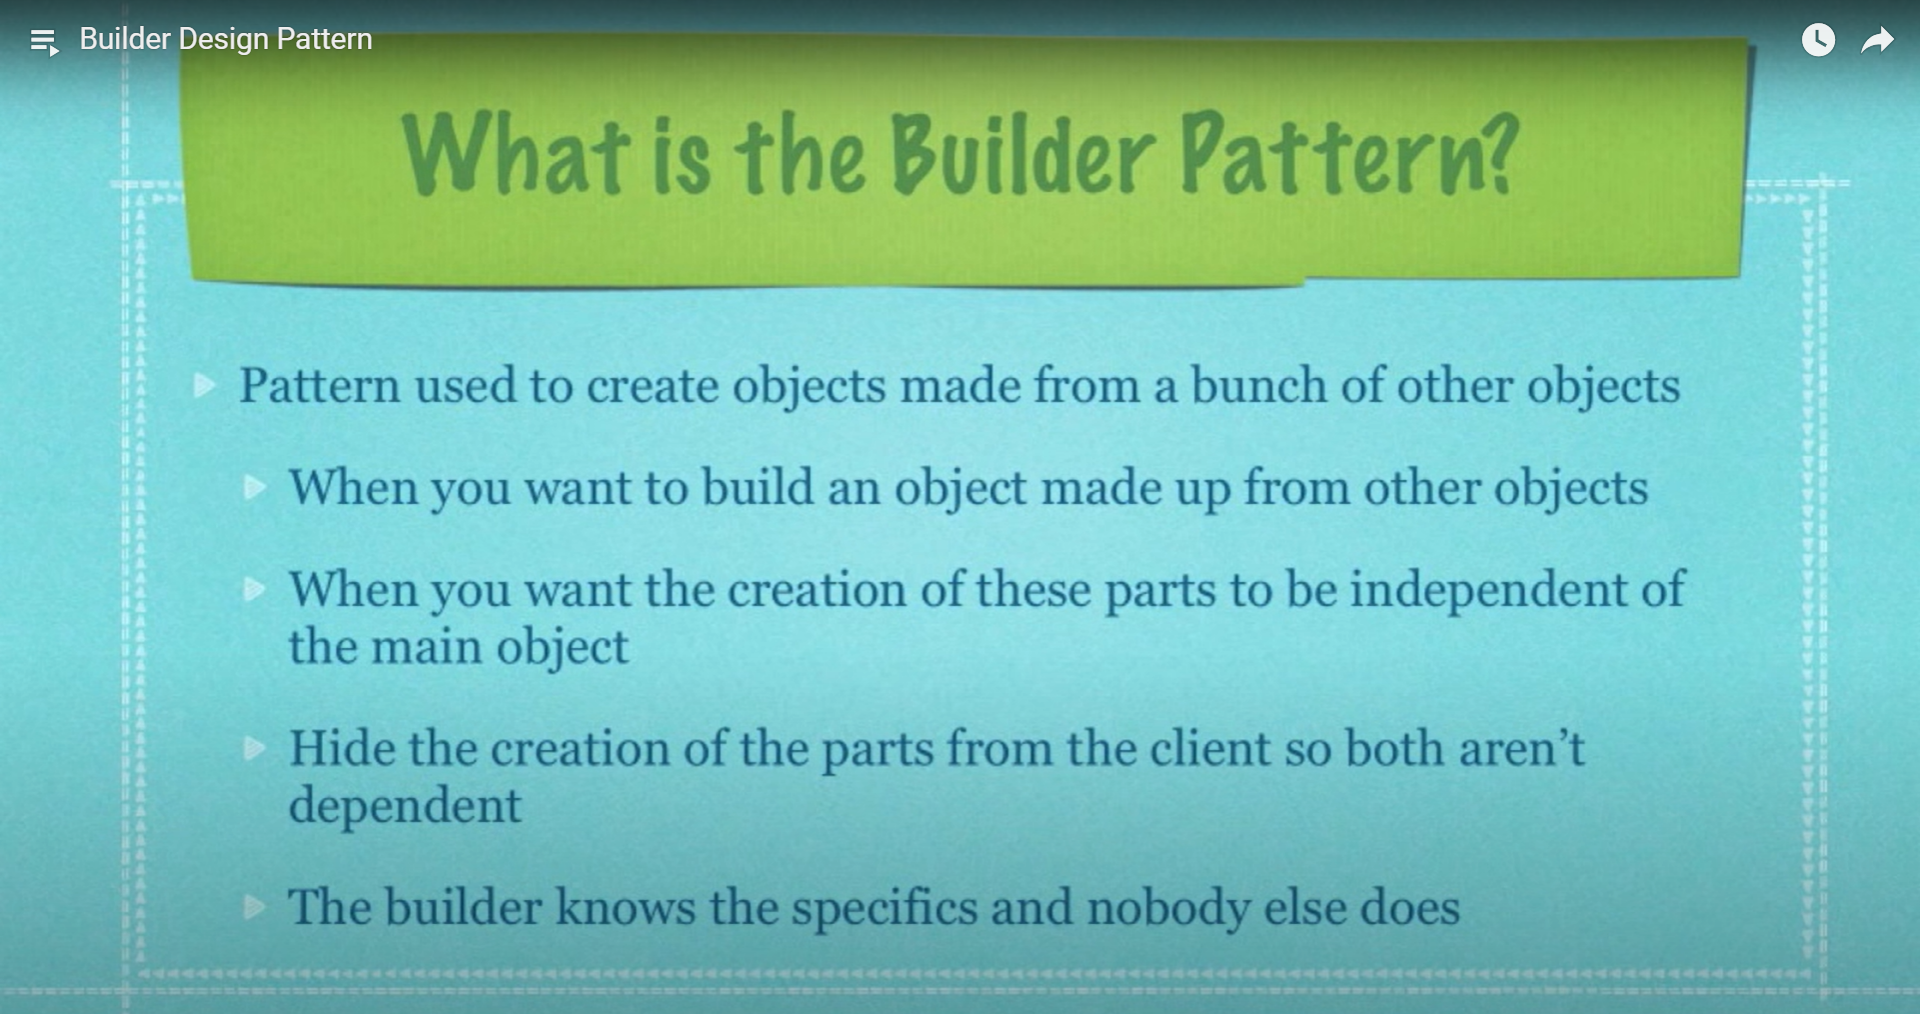 Builder Design Pattern
What is the Builder Pattern?
Pattern used to create objects made from a bunch of other objects
When you want to build an object made up from other objects
When you want the creation of these parts to be independent of
the main object
Hide the creation of the parts from the client so both aren’t
dependent
The builder knows the specifics and nobody else does